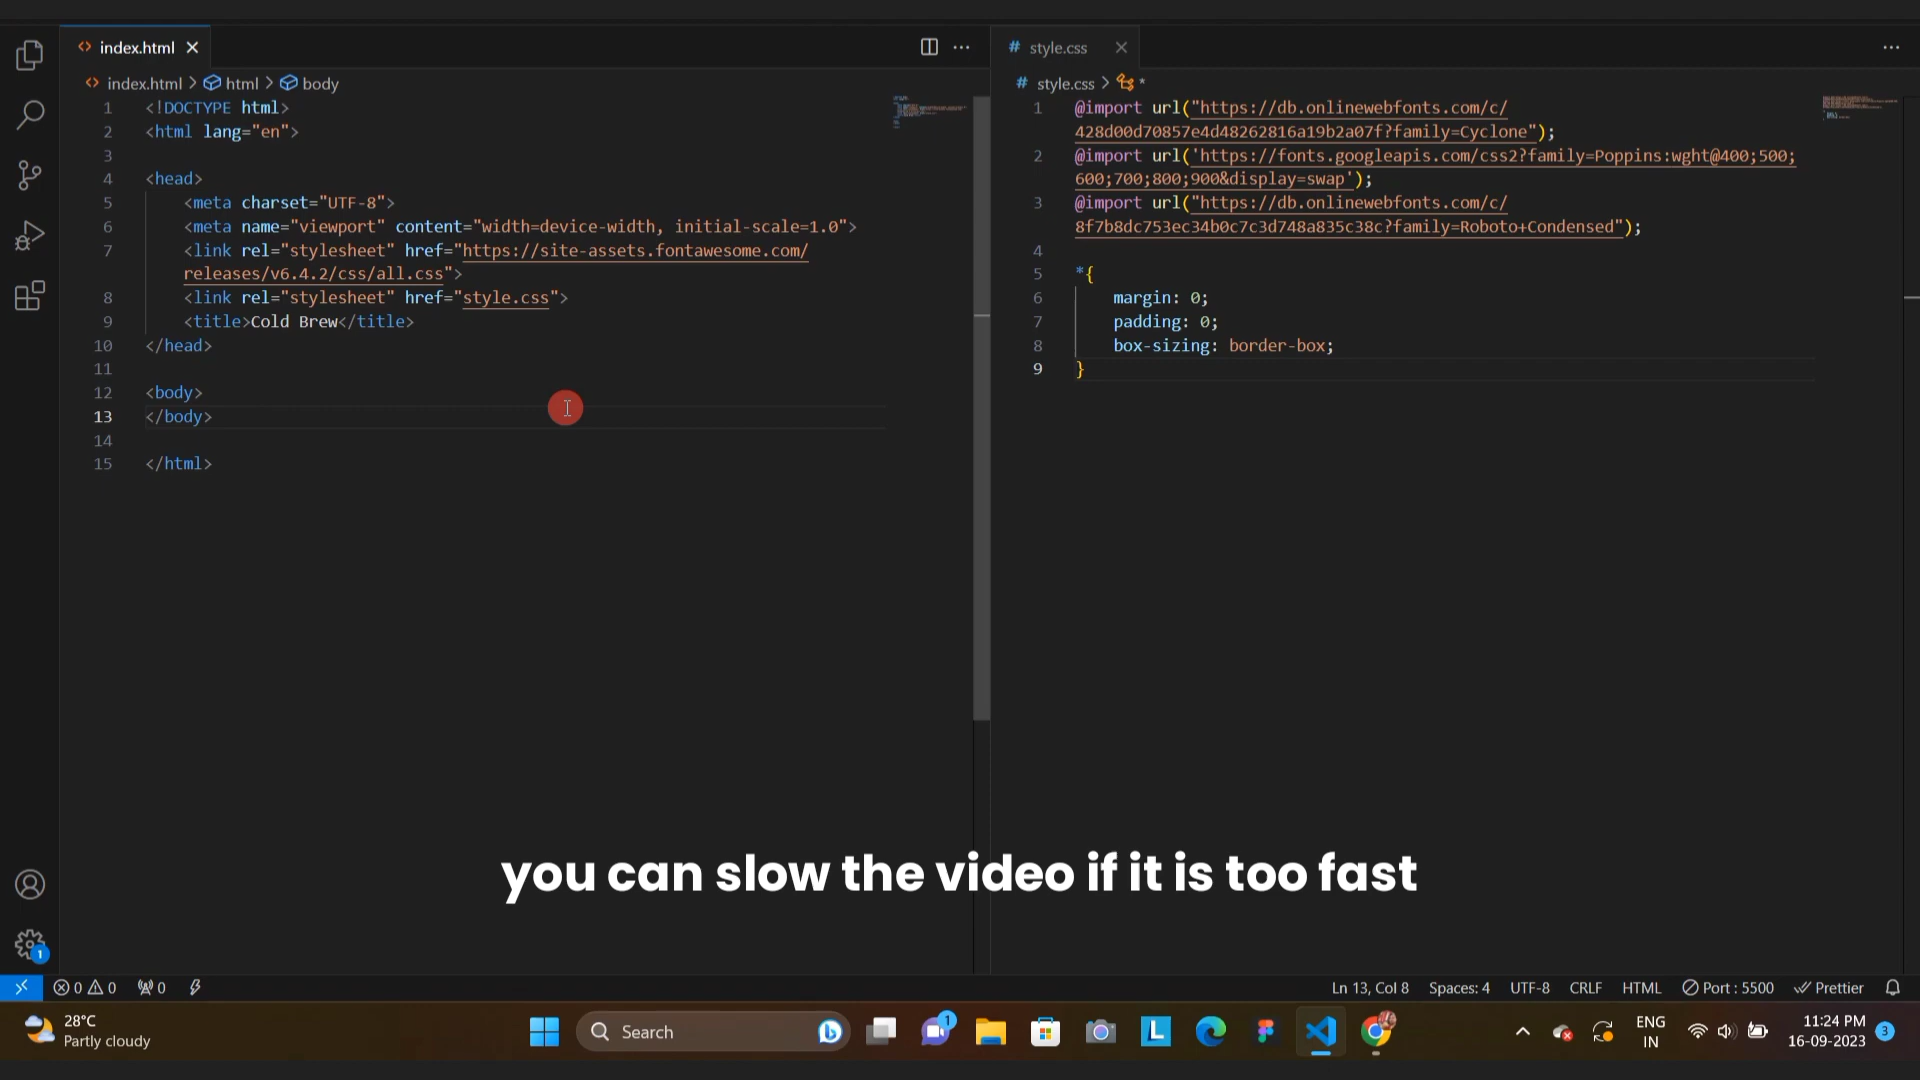 index.html
style.css
index.html > html > body
style.css > *
1 <!DOCTYPE html>
2 <html lang="en">
3
4 <head>
5 <meta charset="UTF-8">
6 <meta name="viewport" content="width=device-width, initial-scale=1.0">
7 <link rel="stylesheet" href="https://site-assets.fontawesome.com/
releases/v6.4.2/css/all.css">
8 <link rel="stylesheet" href="style.css">
9 <title>Cold Brew</title>
10 </head>
11
12 <body>
13 </body>
14
15 </html>
1 @import url("https://db.onlinewebfonts.com/c/
428d00d70857e4d48262816a19b2a07f?family=Cyclone");
2 @import url('https://fonts.googleapis.com/css2?family=Poppins:wght@400;500;
600;700;800;900&display=swap');
3 @import url("https://db.onlinewebfonts.com/c/
8f7b8dc753ec34b0c7c3d748a835c38c?family=Roboto+Condensed");
4
5 *{
6 margin: 0;
7 padding: 0;
8 box-sizing: border-box;
9 }
you can slow the video if it is too fast
1
0 0 0
Ln 13, Col 8 Spaces: 4 UTF-8 CRLF HTML Port : 5500 Prettier
28°C
Partly cloudy
Search
1
L
ENG
IN
11:24 PM
16-09-2023
3